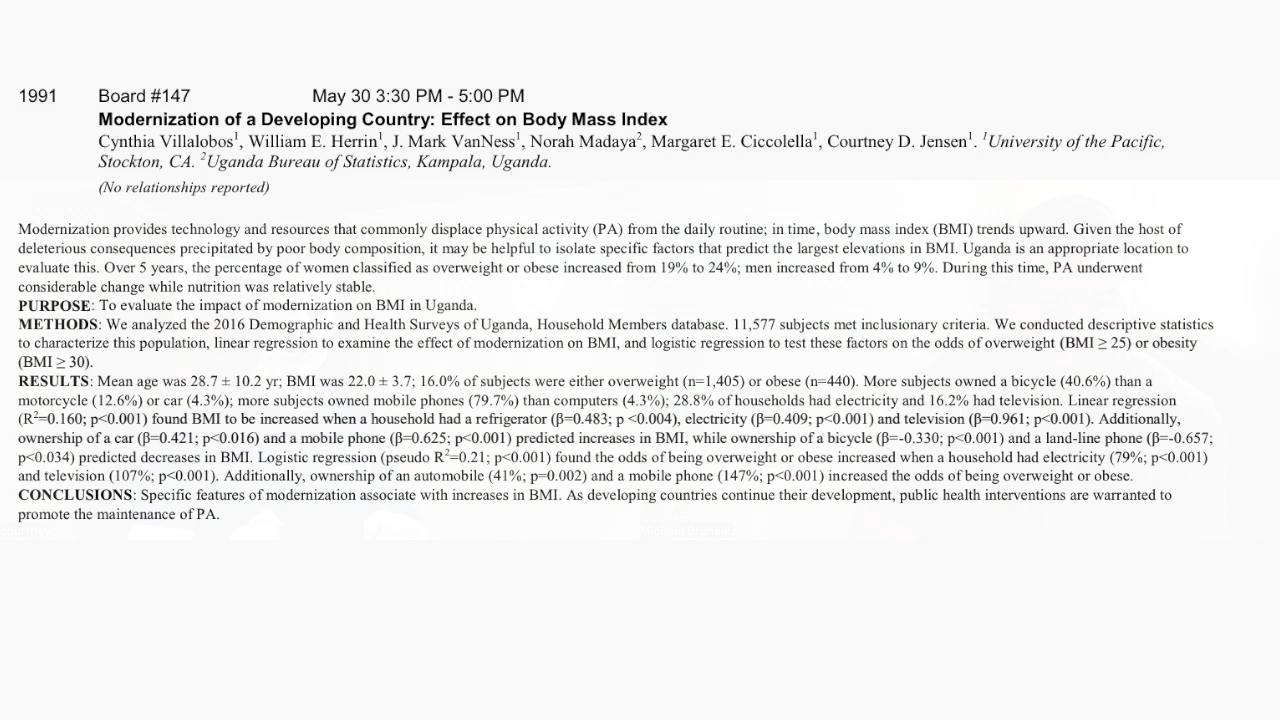 1991 Board #147 May 30 3:30 PM - 5:00 PM
Modernization of a Developing Country: Effect on Body Mass Index
Cynthia Villalobos¹, William E. Herrin¹, J. Mark VanNess¹, Norah Madaya², Margaret E. Ciccolella¹, Courtney D. Jensen¹. ¹University of the Pacific,
Stockton, CA. ²Uganda Bureau of Statistics, Kampala, Uganda.
(No relationships reported)
Modernization provides technology and resources that commonly displace physical activity (PA) from the daily routine; in time, body mass index (BMI) trends upward. Given the host of
deleterious consequences precipitated by poor body composition, it may be helpful to isolate specific factors that predict the largest elevations in BMI. Uganda is an appropriate location to
evaluate this. Over 5 years, the percentage of women classified as overweight or obese increased from 19% to 24%; men increased from 4% to 9%. During this time, PA underwent
considerable change while nutrition was relatively stable.
PURPOSE: To evaluate the impact of modernization on BMI in Uganda.
METHODS: We analyzed the 2016 Demographic and Health Surveys of Uganda, Household Members database. 11,577 subjects met inclusionary criteria. We conducted descriptive statistics
to characterize this population, linear regression to examine the effect of modernization on BMI, and logistic regression to test these factors on the odds of overweight (BMI ≥ 25) or obesity
(BMI ≥ 30).
RESULTS: Mean age was 28.7 ± 10.2 yr; BMI was 22.0 ± 3.7; 16.0% of subjects were either overweight (n=1,405) or obese (n=440). More subjects owned a bicycle (40.6%) than a
motorcycle (12.6%) or car (4.3%); more subjects owned mobile phones (79.7%) than computers (4.3%); 28.8% of households had electricity and 16.2% had television. Linear regression
(R²=0.160; p<0.001) found BMI to be increased when a household had a refrigerator (β=0.483; p <0.004), electricity (β=0.409; p<0.001) and television (β=0.961; p<0.001). Additionally,
ownership of a car (β=0.421; p<0.016) and a mobile phone (β=0.625; p<0.001) predicted increases in BMI, while ownership of a bicycle (β=-0.330; p<0.001) and a land-line phone (β=-0.657;
p<0.034) predicted decreases in BMI. Logistic regression (pseudo R²=0.21; p<0.001) found the odds of being overweight or obese increased when a household had electricity (79%; p<0.001)
and television (107%; p<0.001). Additionally, ownership of an automobile (41%; p=0.002) and a mobile phone (147%; p<0.001) increased the odds of being overweight or obese.
CONCLUSIONS: Specific features of modernization associate with increases in BMI. As developing countries continue their development, public health interventions are warranted to
promote the maintenance of PA.